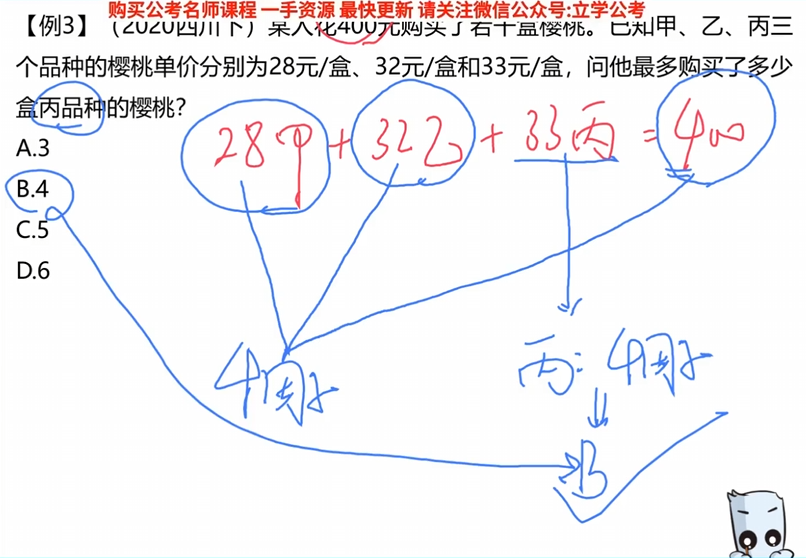 购买公考名师课程 一手资源 最快更新 请关注微信公众号:立学公考
【例3】（2020四川下）某人花400元购买了若干盒樱桃。已知甲、乙、丙三
个品种的樱桃单价分别为28元/盒、32元/盒和33元/盒，问他最多购买了多少
盒丙品种的樱桃？
28甲+32乙+33丙=400
A.3
B.4
C.5
D.6
4因子
丙：4因子
B